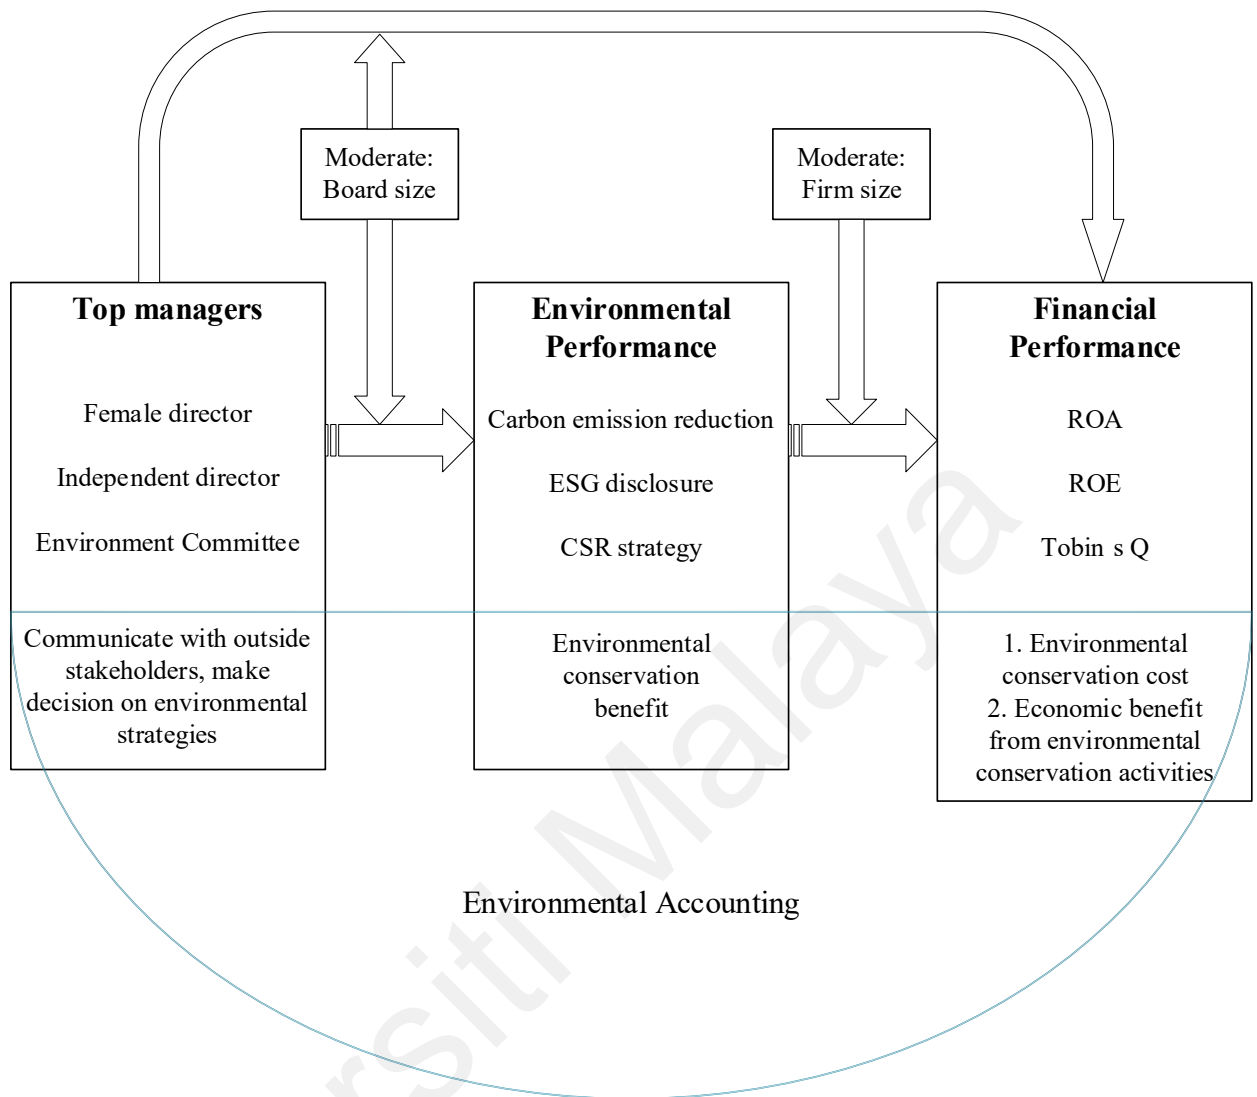 Moderate:
Board size
Moderate:
Firm size
Top managers
Female director
Independent director
Environment Committee
Communicate with outside
stakeholders, make
decision on environmental
strategies
Environmental
Performance
Carbon emission reduction
ESG disclosure
CSR strategy
Environmental
conservation
benefit
Financial
Performance
ROA
ROE
Tobin s Q
1. Environmental
conservation cost
2. Economic benefit
from environmental
conservation activities
Environmental Accounting
rsiti Malaya